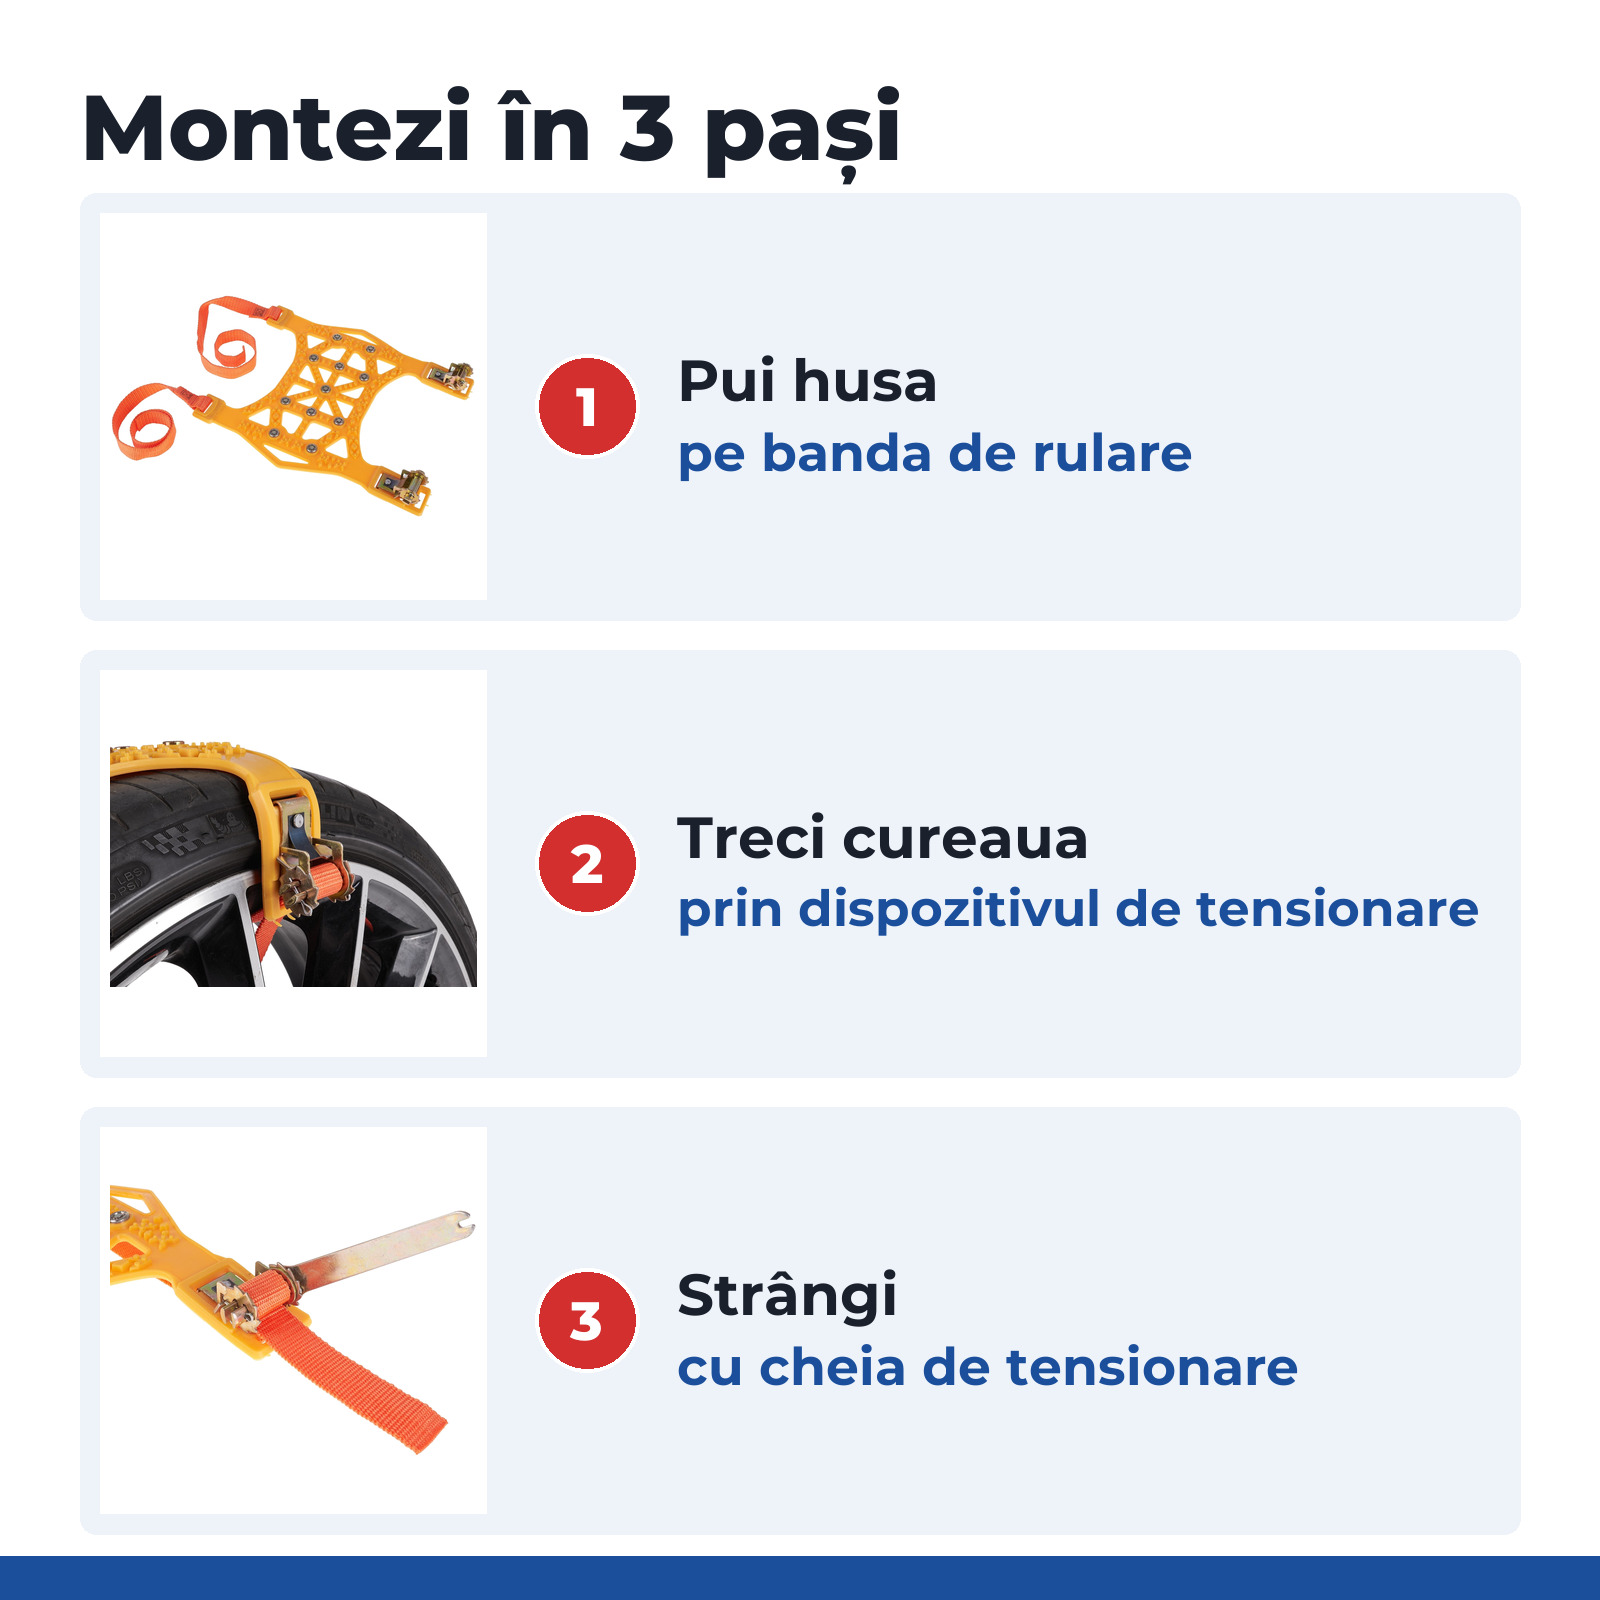 Montezi în 3 pași
1
Pui husa
pe banda de rulare
2
Treci cureaua
prin dispozitivul de tensionare
3
Strângi
cu cheia de tensionare